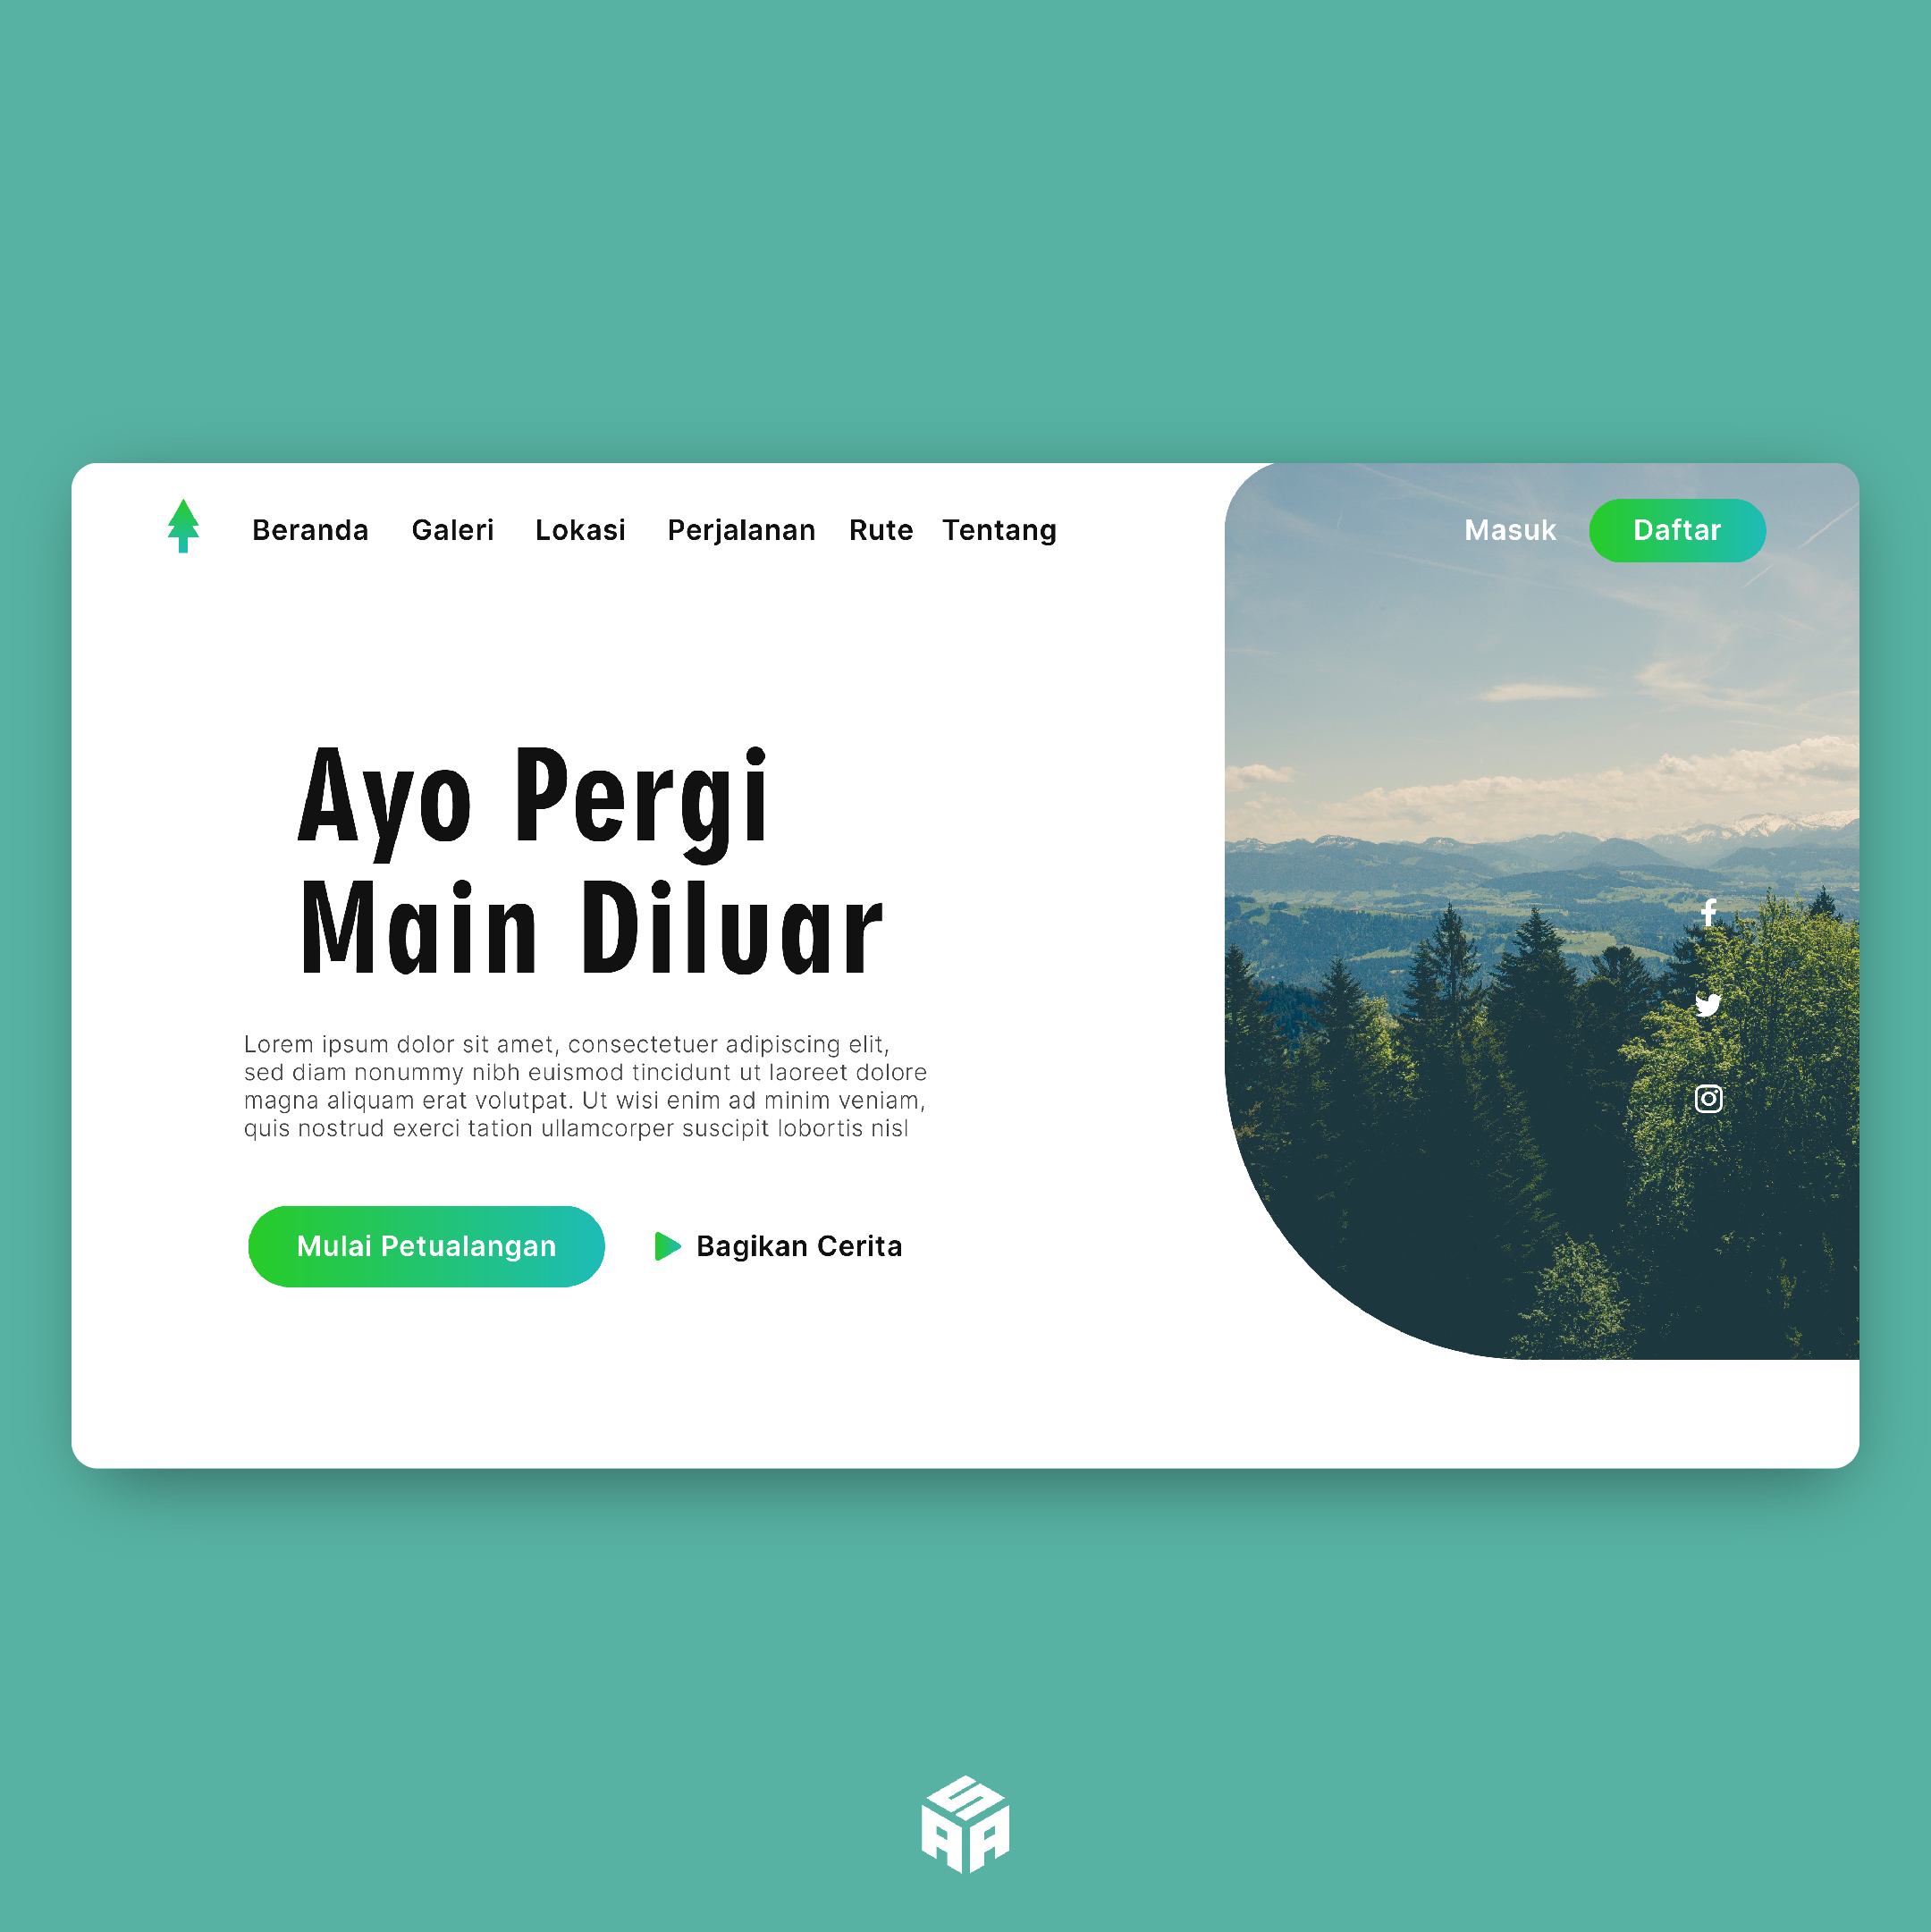 Beranda Galeri Lokasi Perjalanan Rute Tentang Masuk Daftar
Ayo Pergi
Main Diluar
Lorem ipsum dolor sit amet, consectetuer adipiscing elit,
sed diam nonummy nibh euismod tincidunt ut laoreet dolore
magna aliquam erat volutpat. Ut wisi enim ad minim veniam,
quis nostrud exerci tation ullamcorper suscipit lobortis nisl
Mulai Petualangan Bagikan Cerita
ASA